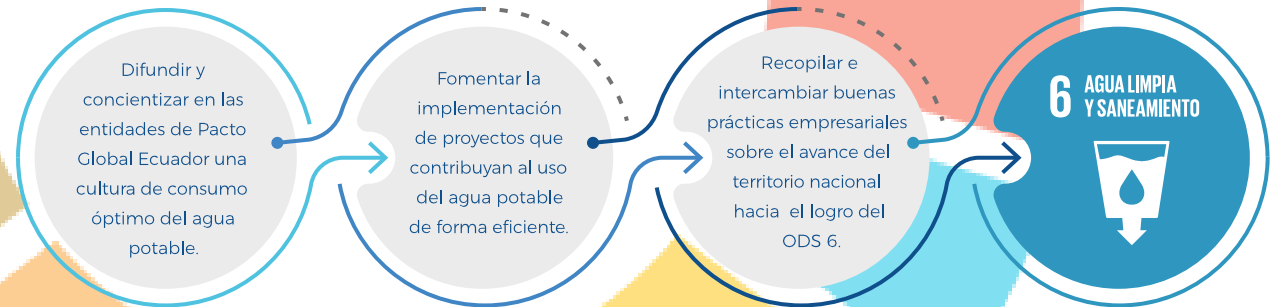 Difundir y
concientizar en las
entidades de Pacto
Global Ecuador una
cultura de consumo
óptimo del agua
potable.
Fomentar la
implementación
de proyectos que
contribuyan al uso
del agua potable
de forma eficiente.
Recopilar e
intercambiar buenas
prácticas empresariales
sobre el avance del
territorio nacional
hacia el logro del
ODS 6.
6 AGUA LIMPIA
Y SANEAMIENTO